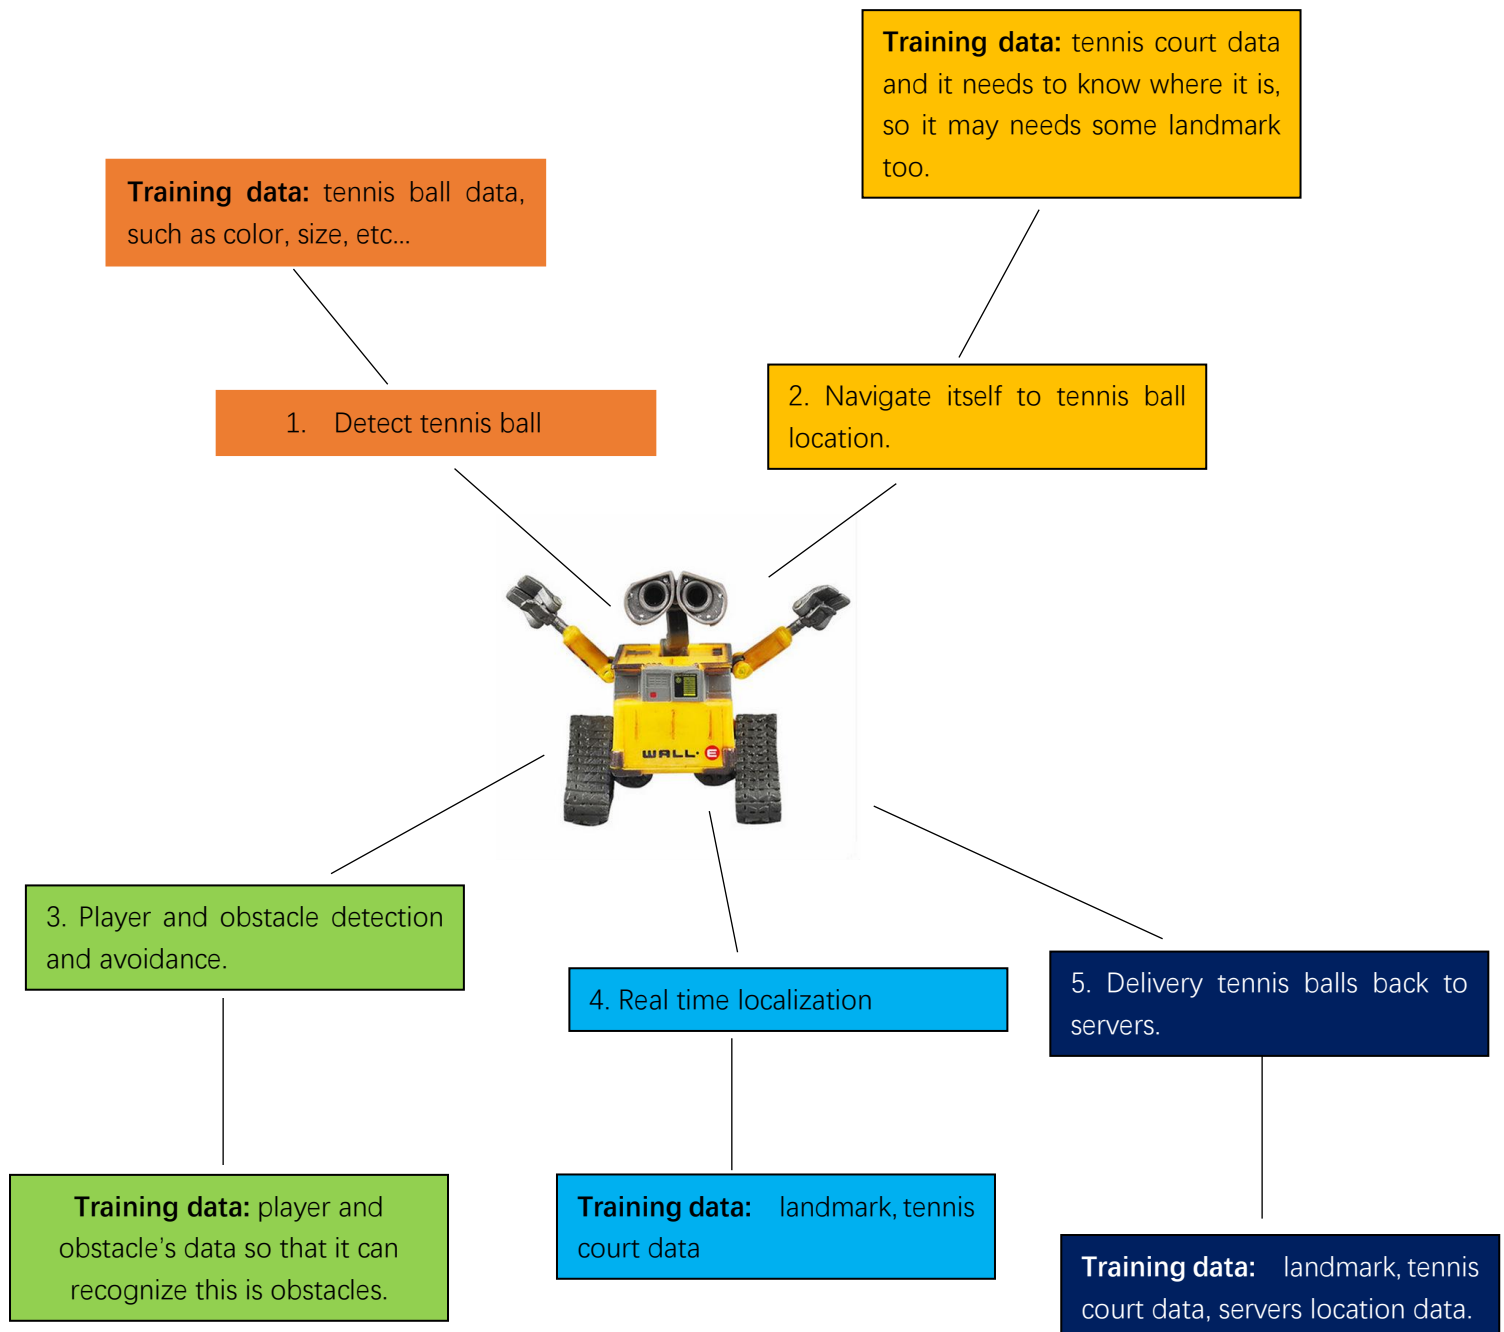 Training data: tennis court data
and it needs to know where it is,
so it may needs some landmark
too.
Training data: tennis ball data,
such as color, size, etc...
1. Detect tennis ball
2. Navigate itself to tennis ball
location.
WALL·E
3. Player and obstacle detection
and avoidance.
4. Real time localization
5. Delivery tennis balls back to
servers.
Training data: player and
obstacle's data so that it can
recognize this is obstacles.
Training data: landmark, tennis
court data
Training data: landmark, tennis
court data, servers location data.